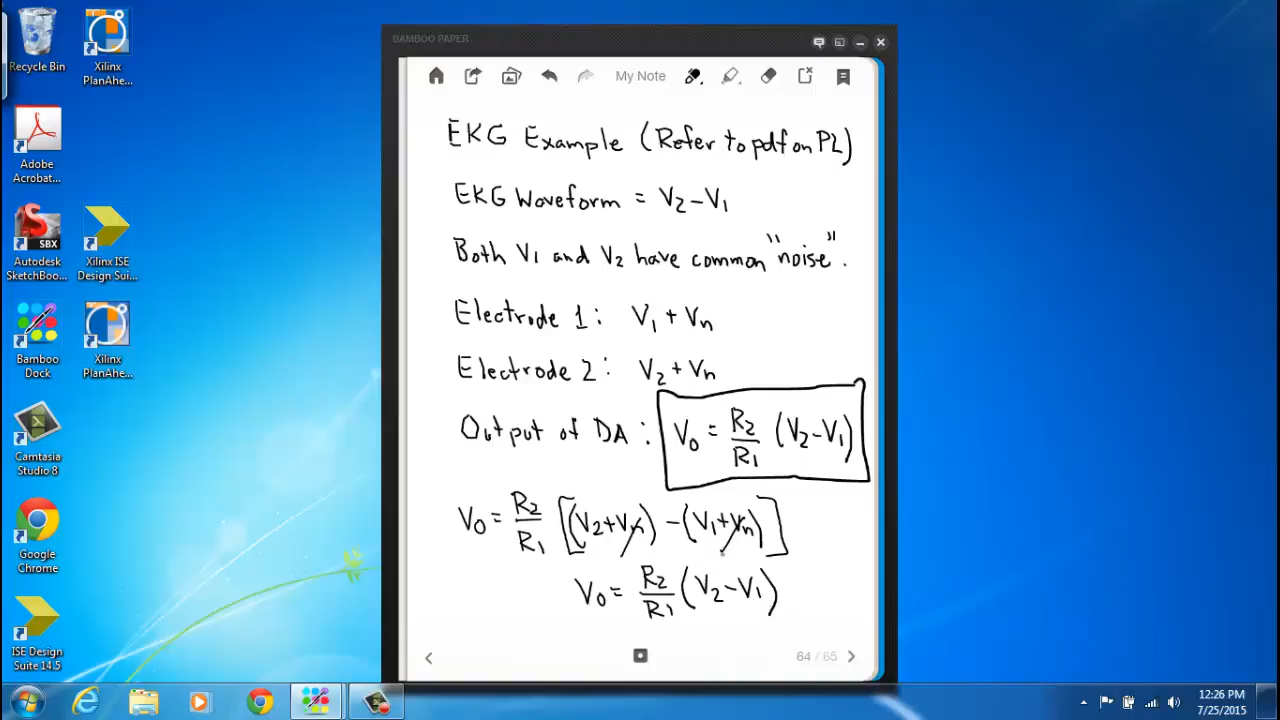 BAMBOO PAPER
My Note
Recycle Bin
Xilinx
PlanAhe...
Adobe
Acrobat...
SBX
Autodesk
SketchBoo...
Xilinx ISE
Design Sui...
Bamboo
Dock
Xilinx
PlanAhe...
Camtasia
Studio 8
Google
Chrome
ISE Design
Suite 14.5
EKG Example (Refer to pdf on PL)
EKG Waveform = V2-V1
Both V1 and V2 have common "noise".
Electrode 1: V1 + Vn
Electrode 2: V2 + Vn
Output of DA: V0 = R2/R1 (V2-V1)
V0 = R2/R1 [(V2+Vn) - (V1+Vn)]
V0 = R2/R1 (V2-V1)
64 / 65
12:26 PM
7/25/2015